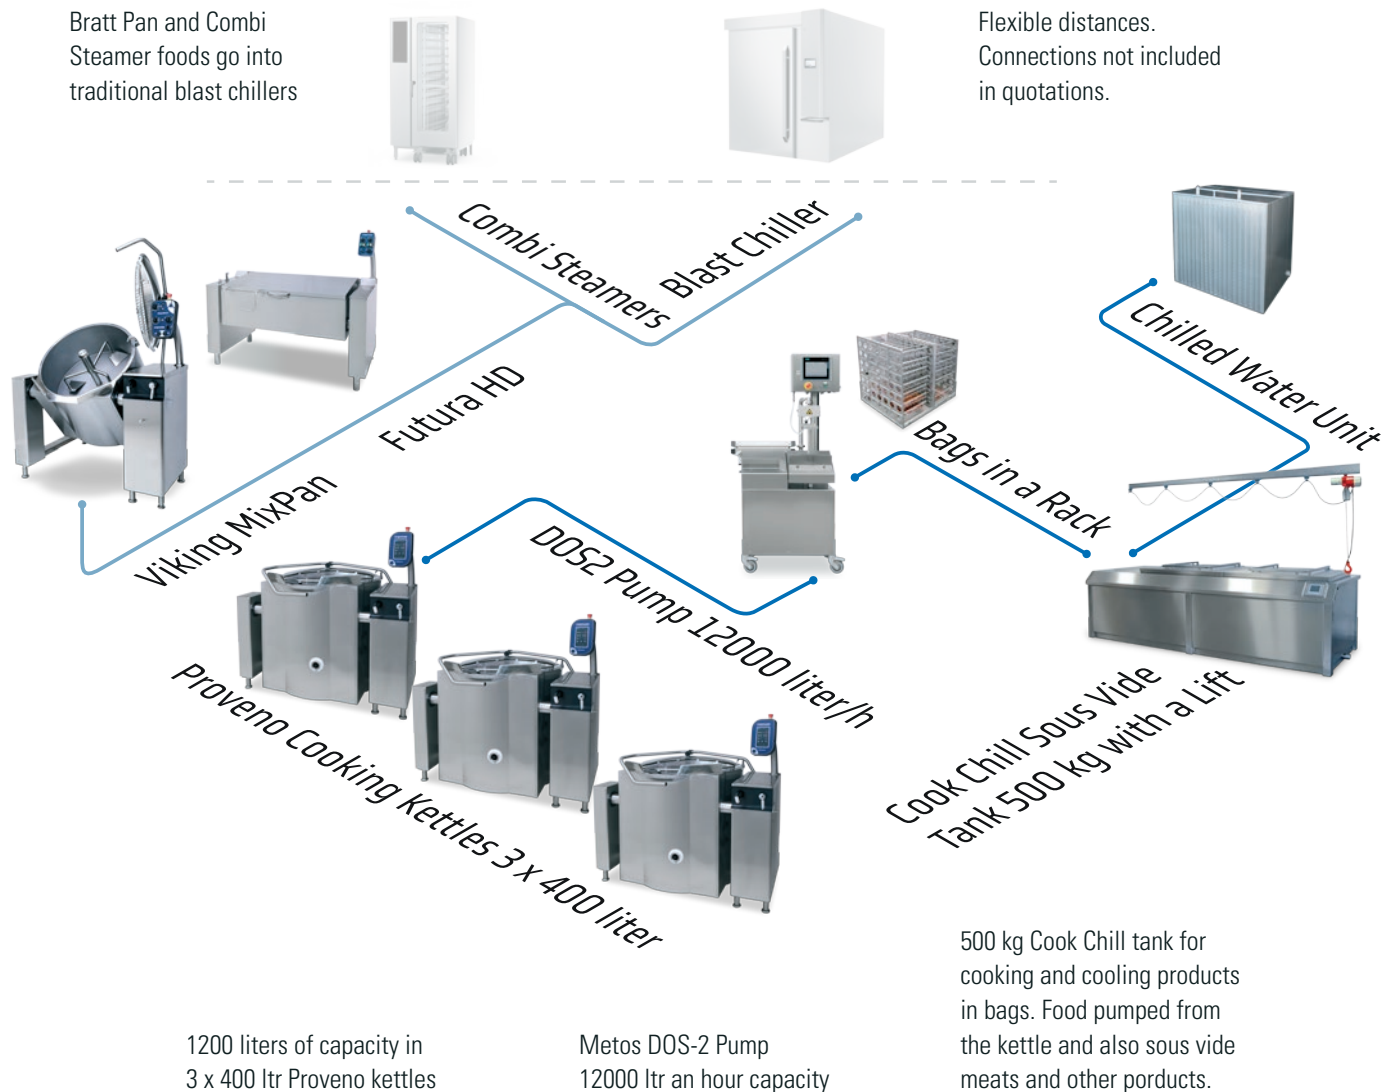 Bratt Pan and Combi
Steamer foods go into
traditional blast chillers
Flexible distances.
Connections not included
in quotations.
Combi Steamers
Blast Chiller
Chilled Water Unit
Futura HD
Bags in a Rack
Viking MixPan
DOS2 Pump 12000 liter/h
Proveno Cooking Kettles 3 x 400 liter
Cook Chill Sous Vide
Tank 500 kg with a Lift
500 kg Cook Chill tank for
cooking and cooling products
in bags. Food pumped from
the kettle and also sous vide
meats and other porducts.
1200 liters of capacity in
3 x 400 ltr Proveno kettles
Metos DOS-2 Pump
12000 ltr an hour capacity